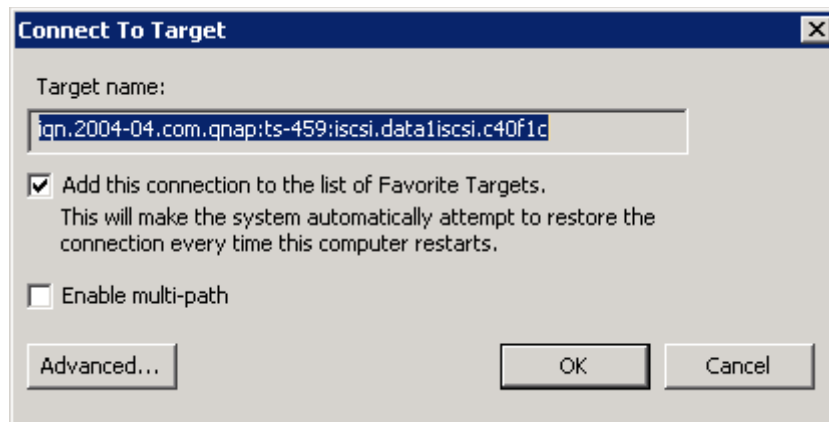 Connect To Target
Target name:
iqn.2004-04.com.qnap:ts-459:iscsi.data1iscsi.c40f1c
Add this connection to the list of Favorite Targets.
This will make the system automatically attempt to restore the
connection every time this computer restarts.
Enable multi-path
Advanced...
OK
Cancel